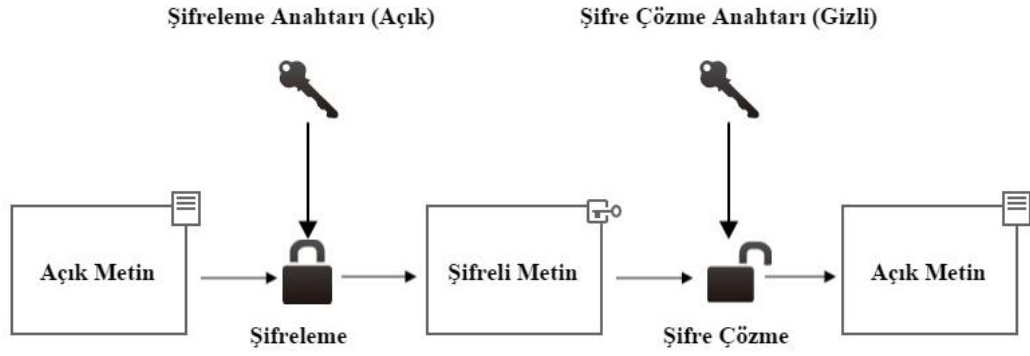 Şifreleme Anahtarı (Açık)
Şifre Çözme Anahtarı (Gizli)
Açık Metin
Şifreli Metin
Açık Metin
Şifreleme
Şifre Çözme